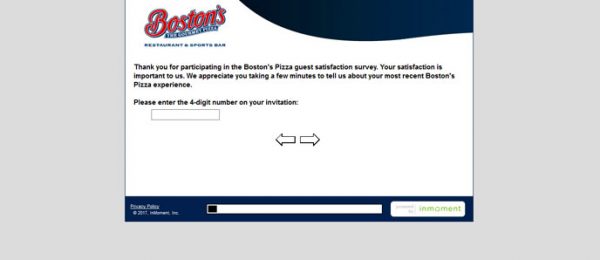 Boston's
THE GOURMET PIZZA
RESTAURANT & SPORTS BAR
Thank you for participating in the Boston's Pizza guest satisfaction survey. Your satisfaction is
important to us. We appreciate you taking a few minutes to tell us about your most recent Boston's
Pizza experience.
Please enter the 4-digit number on your invitation:
Privacy Policy
© 2017, InMoment, Inc.
powered
by
inmoment